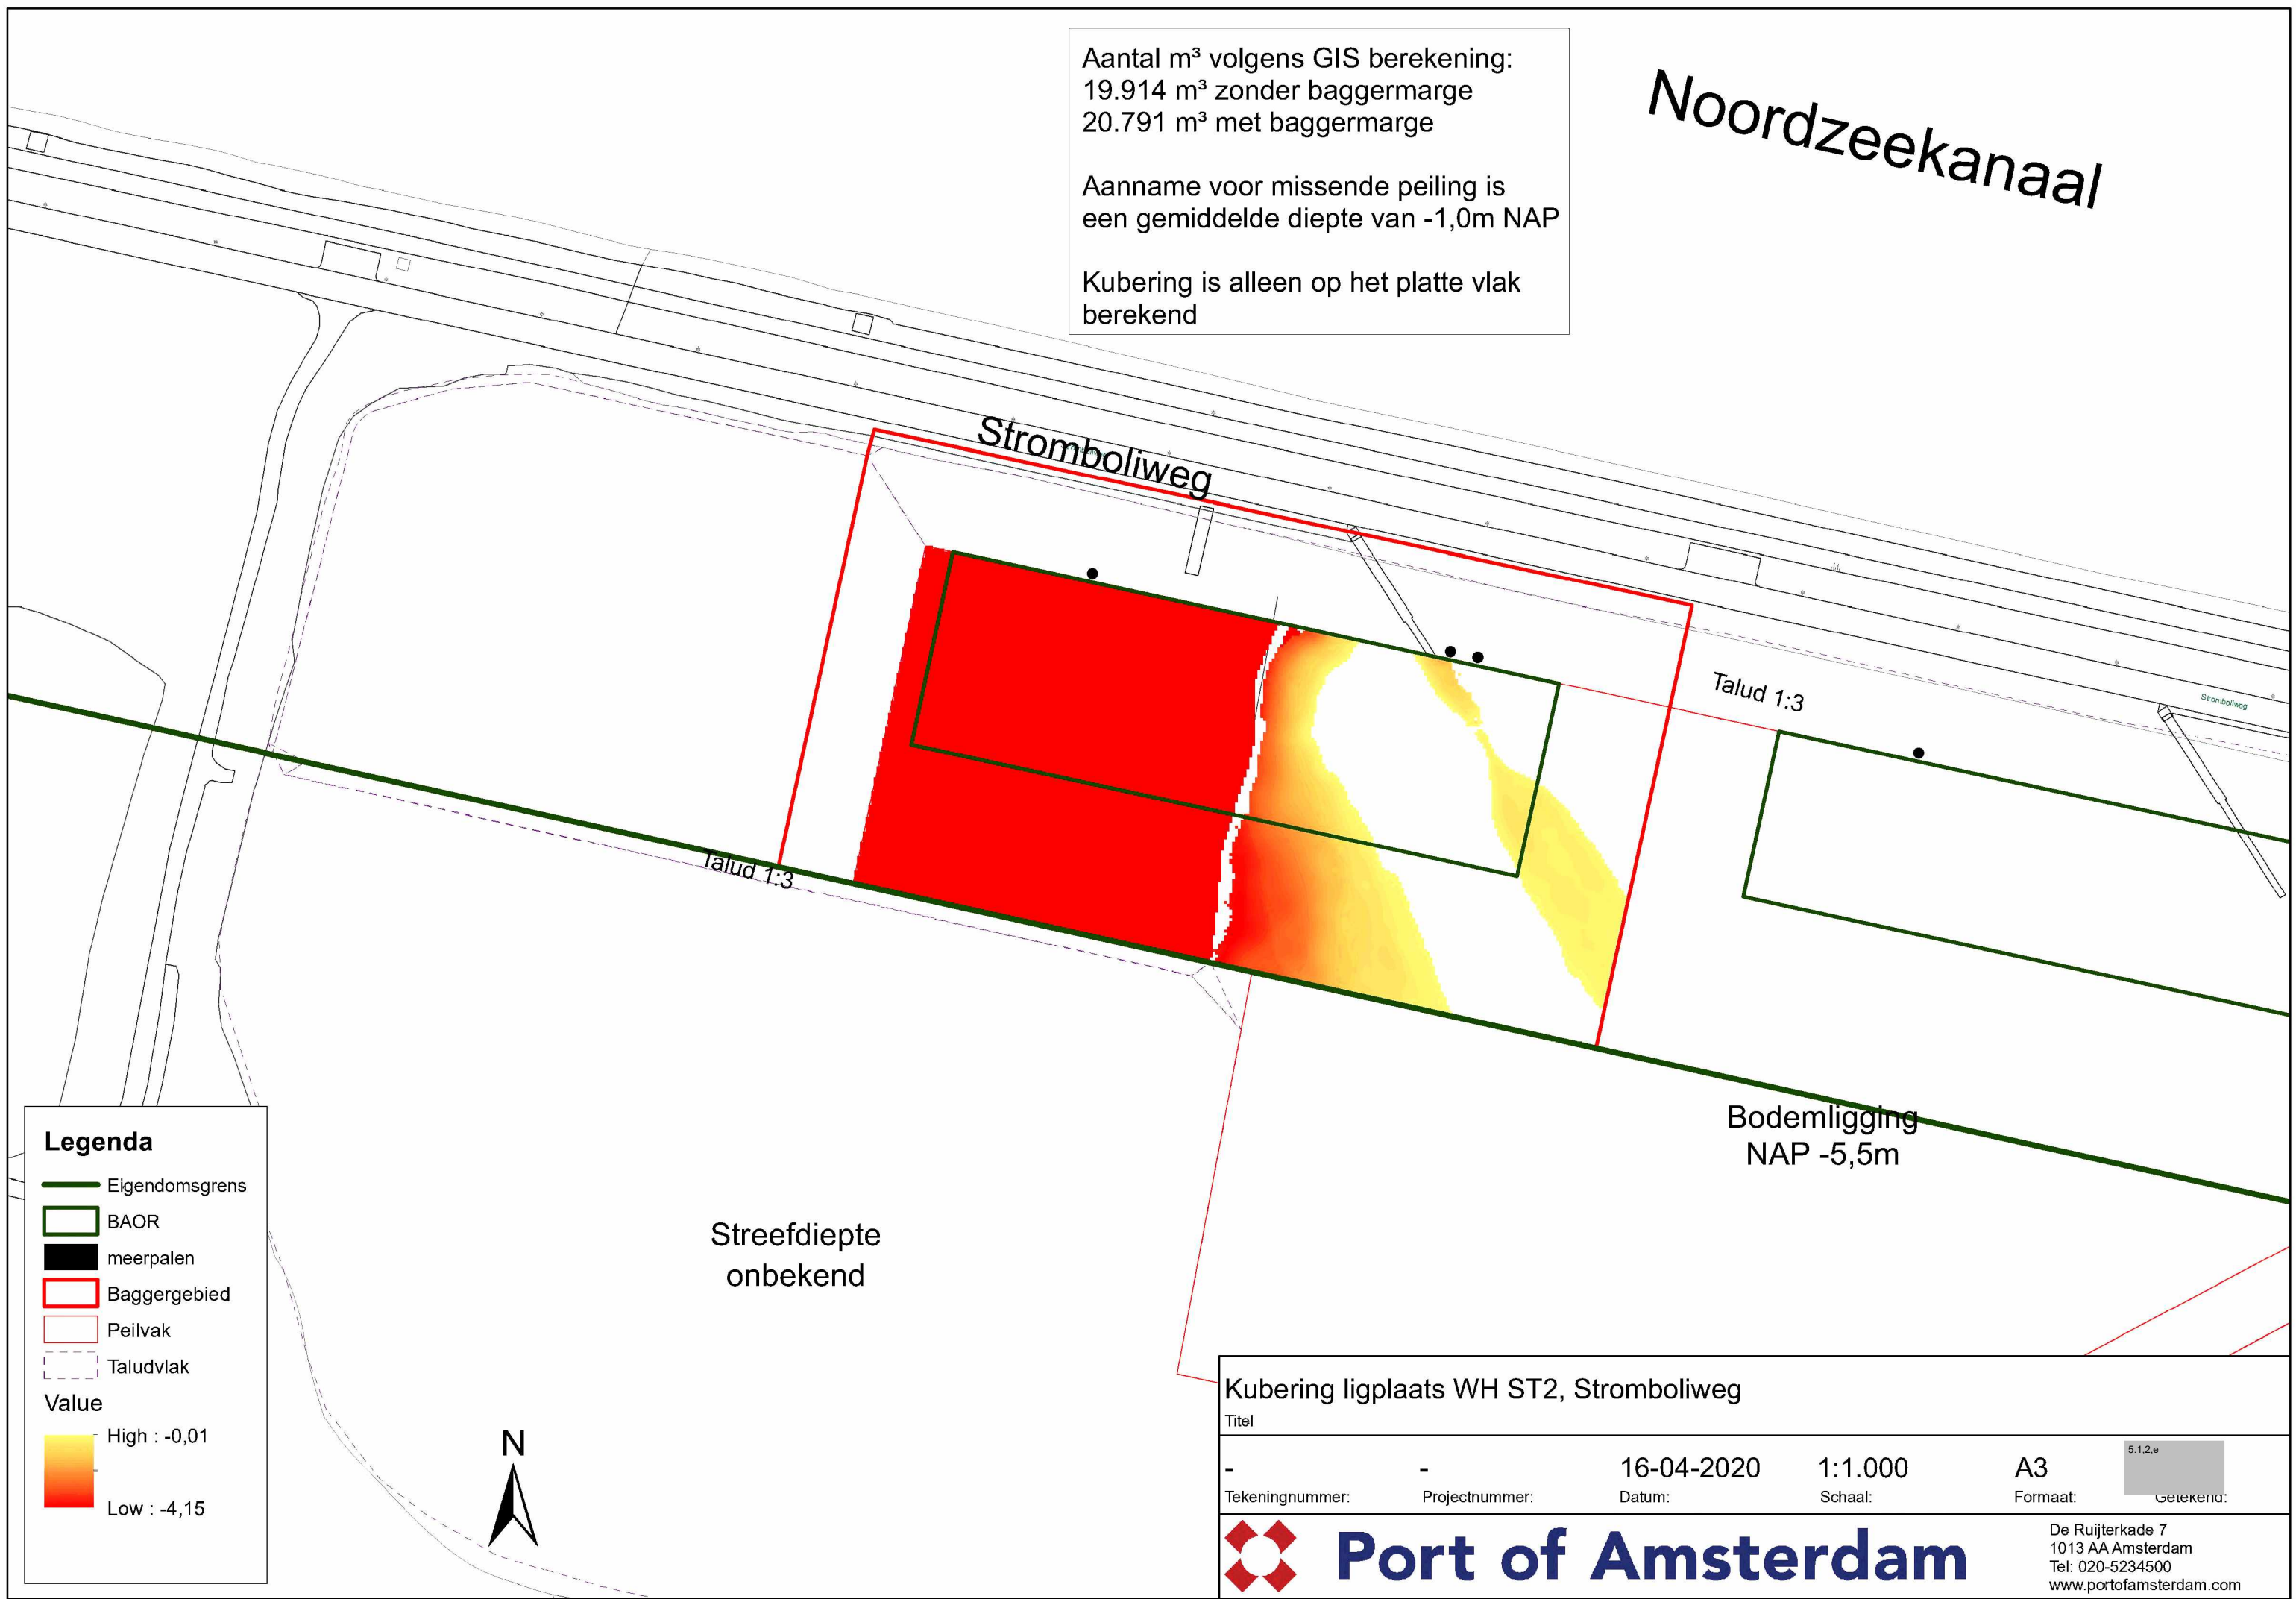 Aantal m³ volgens GIS berekening:
19.914 m³ zonder baggermarge
20.791 m³ met baggermarge
Aanname voor missende peiling is
een gemiddelde diepte van -1,0m NAP
Kubering is alleen op het platte vlak
berekend
Noordzeekanaal
Stromboliweg
Talud 1:3
Stromboliweg
Talud 1:3
Bodemligging
NAP -5,5m
Streefdiepte
onbekend
Legenda
Eigendomsgrens
BAOR
meerpalen
Baggergebied
Peilvak
Taludvlak
Value
High : -0,01
Low : -4,15
N
Kubering ligplaats WH ST2, Stromboliweg
Titel
- - 16-04-2020 1:1.000 A3 5.1,2,e
Tekeningnummer: Projectnummer: Datum: Schaal: Formaat: Getekend:
Port of Amsterdam
De Ruijterkade 7
1013 AA Amsterdam
Tel: 020-5234500
www.portofamsterdam.com